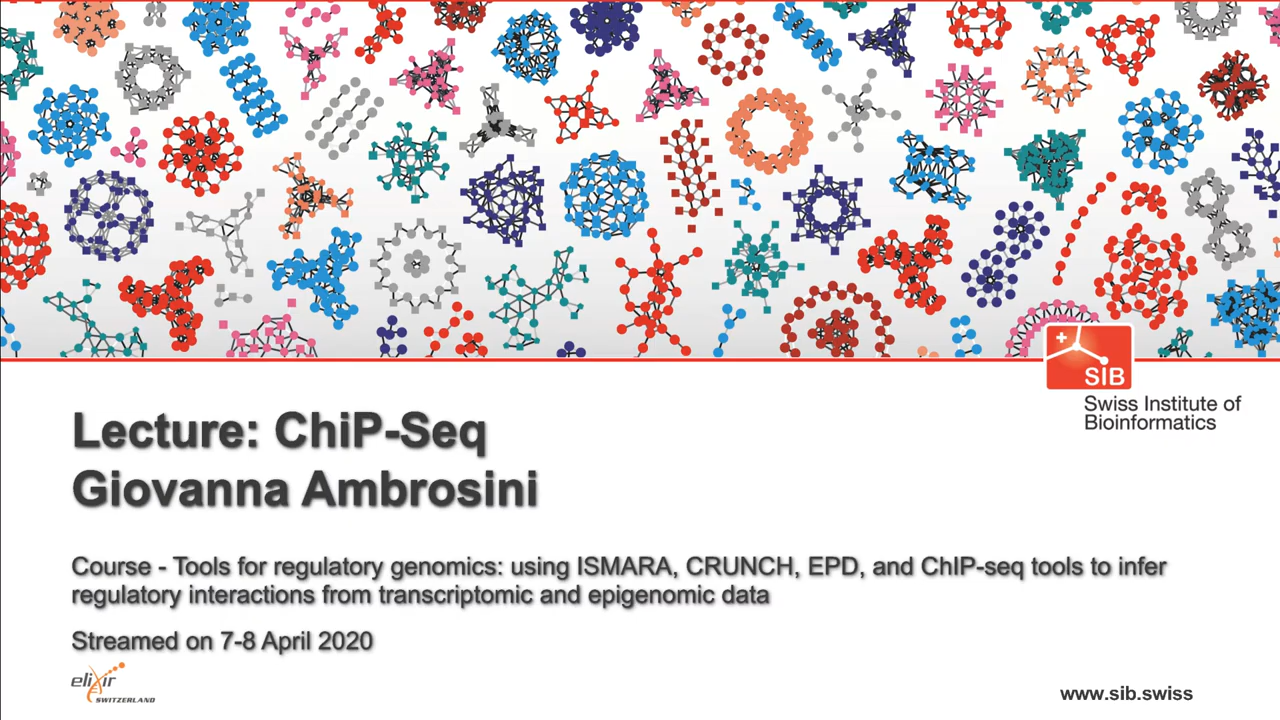 SIB
Swiss Institute of
Bioinformatics
Lecture: ChiP-Seq
Giovanna Ambrosini
Course - Tools for regulatory genomics: using ISMARA, CRUNCH, EPD, and ChIP-seq tools to infer
regulatory interactions from transcriptomic and epigenomic data
Streamed on 7-8 April 2020
elixir
SWITZERLAND
www.sib.swiss